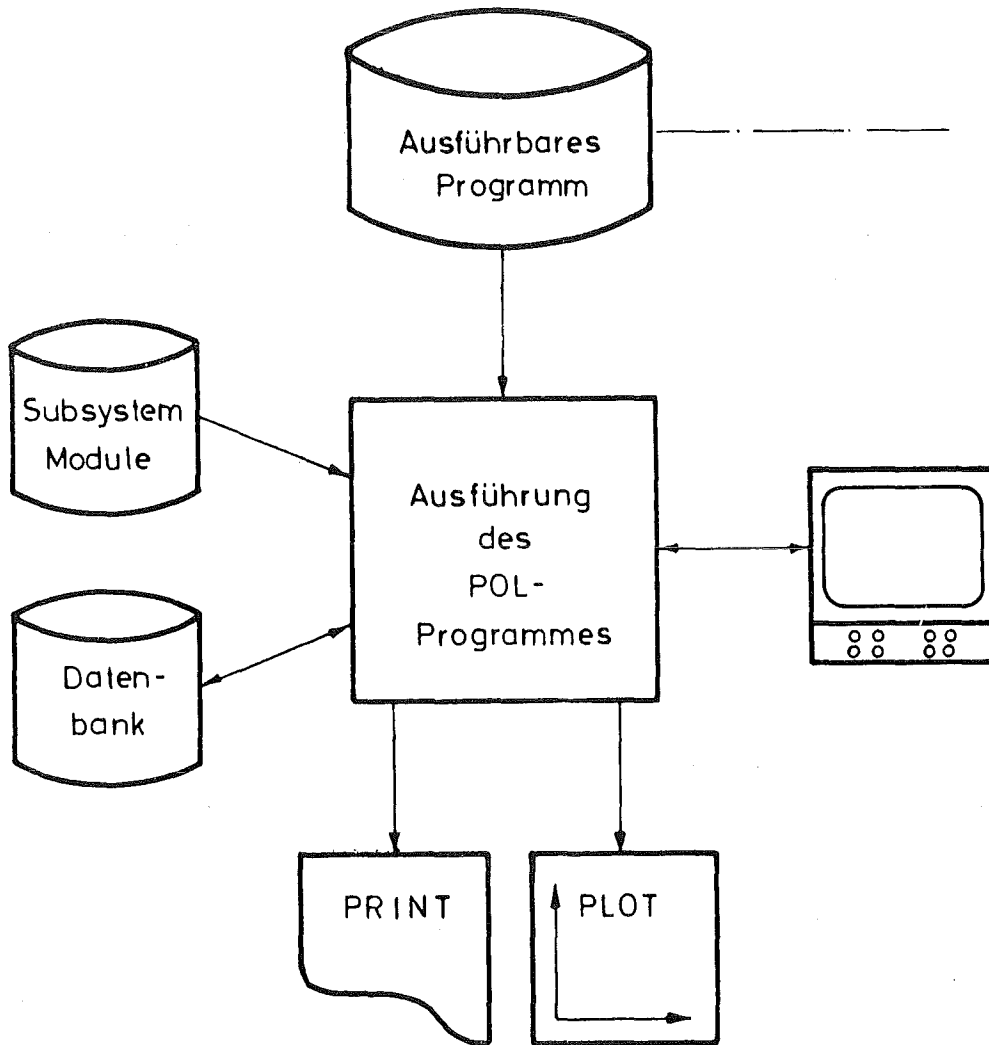 Ausführbares
Programm
Subsystem
Module
Ausführung
des
POL-
Programmes
Daten-
bank
PRINT
PLOT